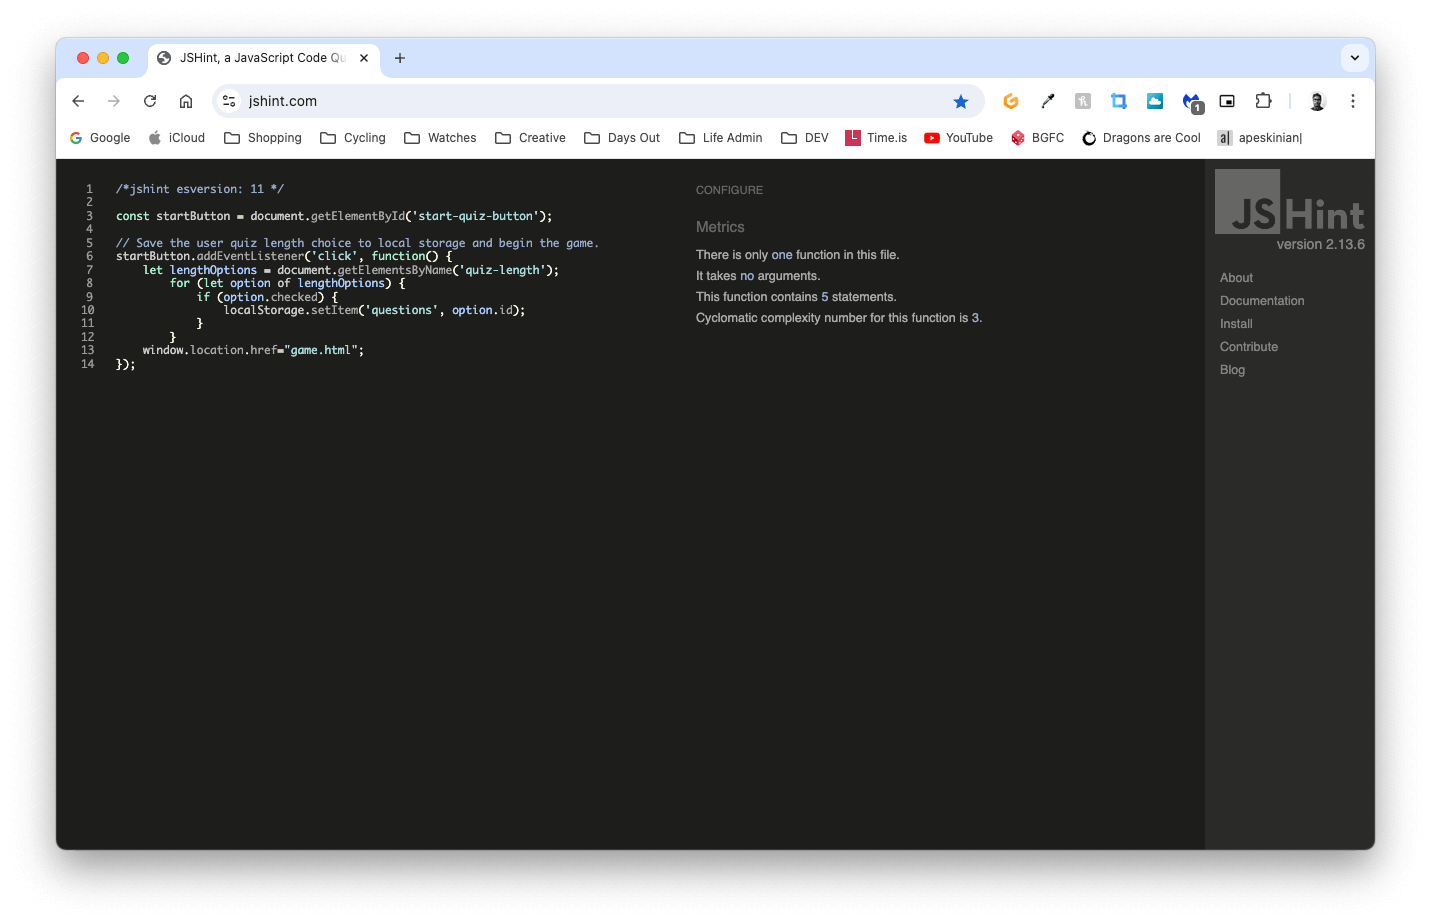 JSHint, a JavaScript Code Qu
jshint.com
1
Google iCloud Shopping Cycling Watches Creative Days Out Life Admin DEV Time.is YouTube BGFC Dragons are Cool a| apeskinian|
1 /*jshint esversion: 11 */
2
3 const startButton = document.getElementById('start-quiz-button');
4
5 // Save the user quiz length choice to local storage and begin the game.
6 startButton.addEventListener('click', function() {
7 let lengthOptions = document.getElementsByName('quiz-length');
8 for (let option of lengthOptions) {
9 if (option.checked) {
10 localStorage.setItem('questions', option.id);
11 }
12 }
13 window.location.href="game.html";
14 });
CONFIGURE
Metrics
There is only one function in this file.
It takes no arguments.
This function contains 5 statements.
Cyclomatic complexity number for this function is 3.
JSHint
version 2.13.6
About
Documentation
Install
Contribute
Blog